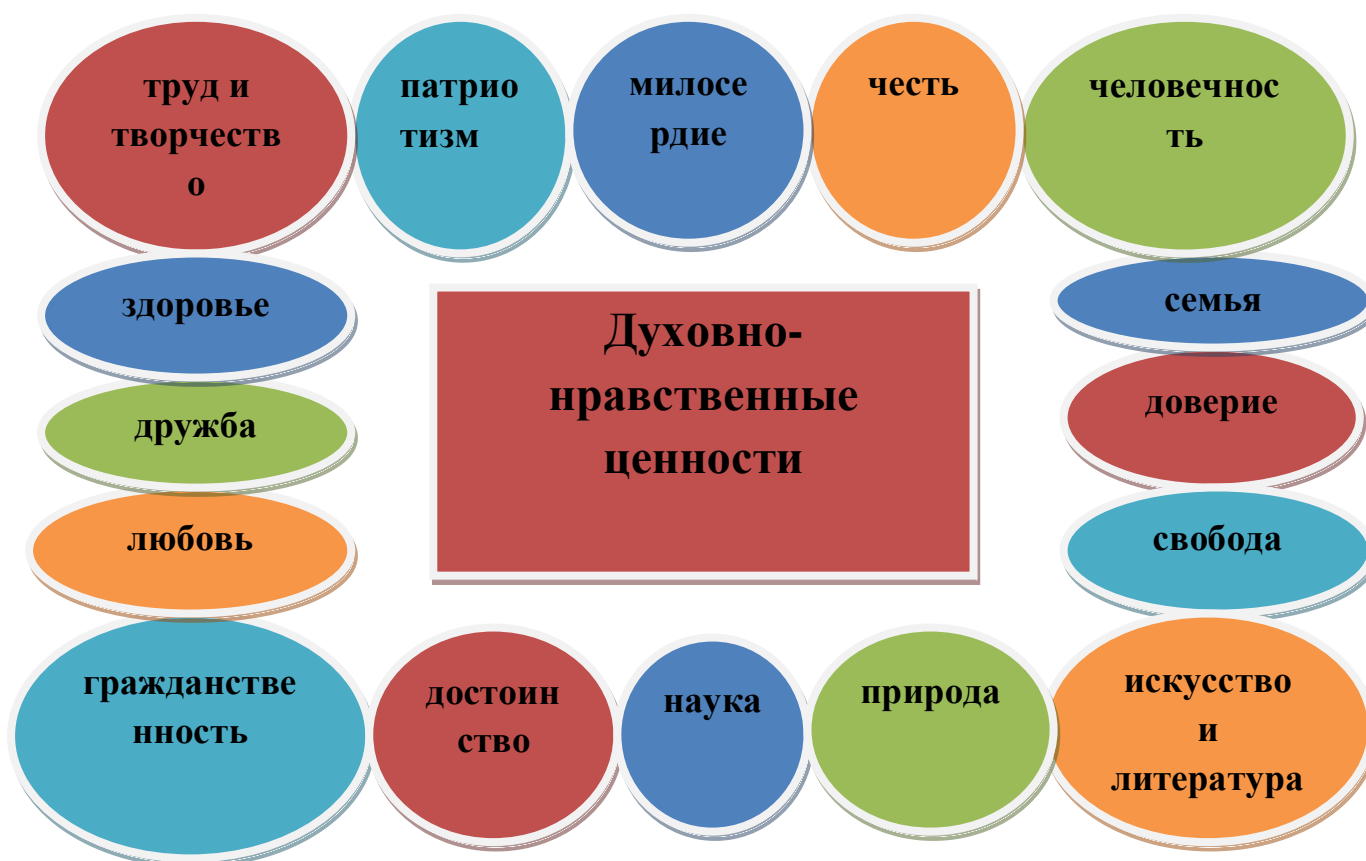 труд и
творчеств
о
патрио
тизм
милосе
рдие
честь
человечнос
ть
здоровье
семья
Духовно-
нравственные
ценности
дружба
доверие
любовь
свобода
гражданстве
нность
достоин
ство
наука
природа
искусство
и
литература